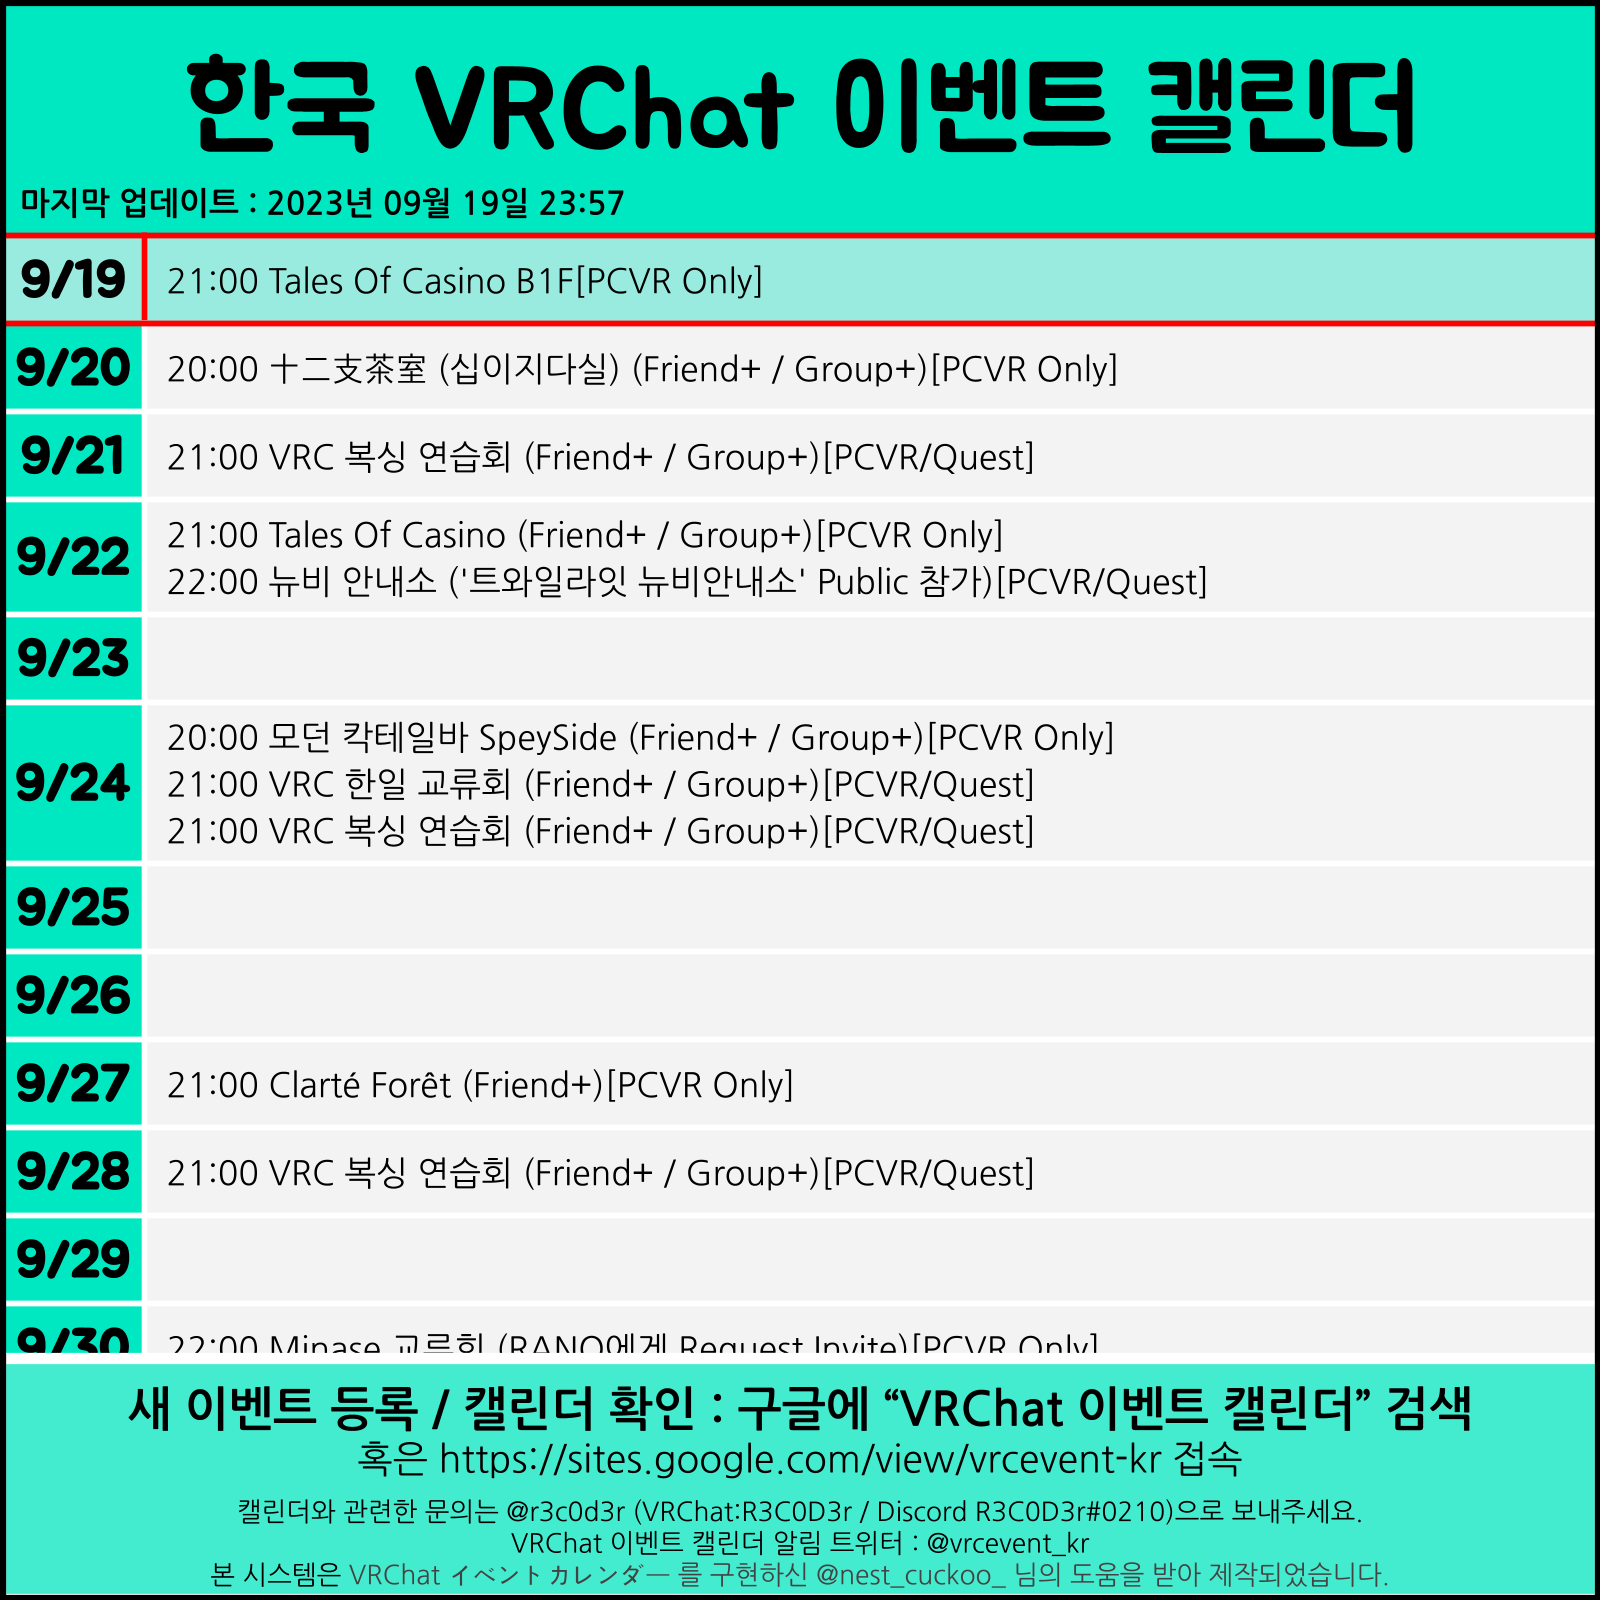 한국 VRChat 이벤트 캘린더
마지막 업데이트 : 2023년 09월 19일 23:57
9/19
21:00 Tales Of Casino B1F[PCVR Only]
9/20
20:00 十二支茶室 (십이지다실) (Friend+ / Group+)[PCVR Only]
9/21
21:00 VRC 복싱 연습회 (Friend+ / Group+)[PCVR/Quest]
9/22
21:00 Tales Of Casino (Friend+ / Group+)[PCVR Only]
22:00 뉴비 안내소 ('트와일라잇 뉴비안내소' Public 참가)[PCVR/Quest]
9/23
9/24
20:00 모던 칵테일바 SpeySide (Friend+ / Group+)[PCVR Only]
21:00 VRC 한일 교류회 (Friend+ / Group+)[PCVR/Quest]
21:00 VRC 복싱 연습회 (Friend+ / Group+)[PCVR/Quest]
9/25
9/26
9/27
21:00 Clarté Forêt (Friend+)[PCVR Only]
9/28
21:00 VRC 복싱 연습회 (Friend+ / Group+)[PCVR/Quest]
9/29
9/30
22:00 Minase 교류회 (RANO에게 Request Invite)[PCVR Only]
새 이벤트 등록 / 캘린더 확인 : 구글에 “VRChat 이벤트 캘린더” 검색
혹은 https://sites.google.com/view/vrcevent-kr 접속
캘린더와 관련한 문의는 @r3c0d3r (VRChat:R3C0D3r / Discord R3C0D3r#0210)으로 보내주세요.
VRChat 이벤트 캘린더 알림 트위터 : @vrcevent_kr
본 시스템은 VRChat イベントカレンダー 를 구현하신 @nest_cuckoo_ 님의 도움을 받아 제작되었습니다.